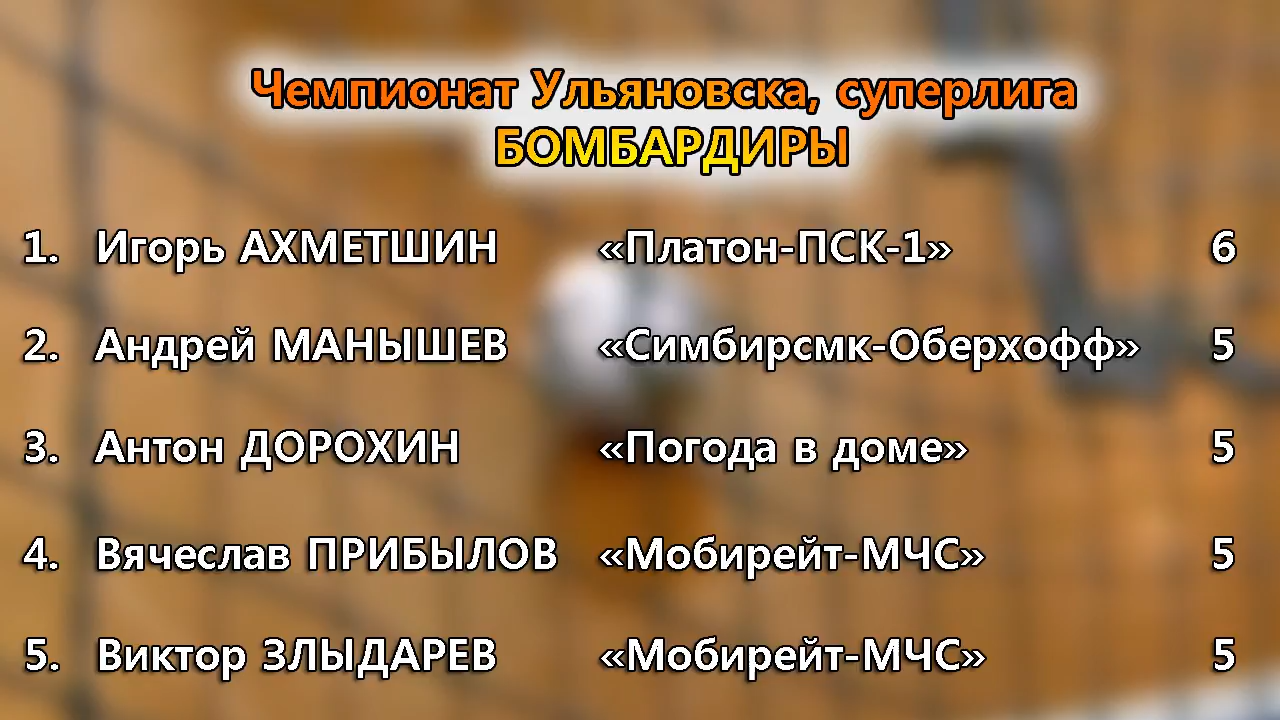 Чемпионат Ульяновска, суперлига
БОМБАРДИРЫ
1. Игорь АХМЕТШИН «Платон-ПСК-1» 6
2. Андрей МАНЫШЕВ «Симбирсмк-Оберхофф» 5
3. Антон ДОРОХИН «Погода в доме» 5
4. Вячеслав ПРИБЫЛОВ «Мобирейт-МЧС» 5
5. Виктор ЗЛЫДАРЕВ «Мобирейт-МЧС» 5